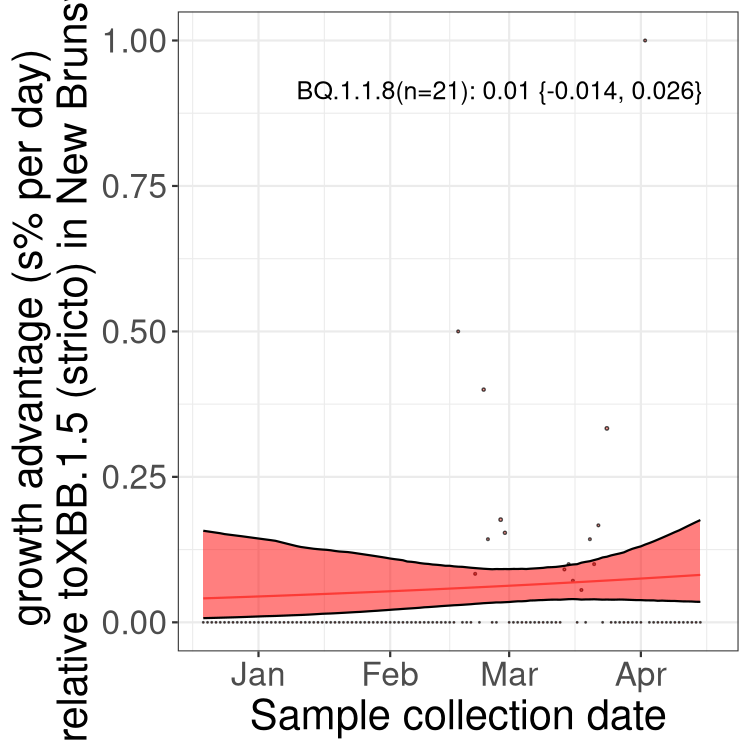 growth advantage (s% per day)
relative toXBB.1.5 (stricto) in New
1.00
0.75
0.50
0.25
0.00
BQ.1.1.8(n=21): 0.01 {-0.014, 0.026}
Jan Feb Mar Apr
Sample collection date